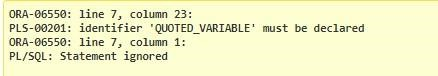 ORA-06550: line 7, column 23:
PLS-00201: identifier 'QUOTED_VARIABLE' must be declared
ORA-06550: line 7, column 1:
PL/SQL: Statement ignored